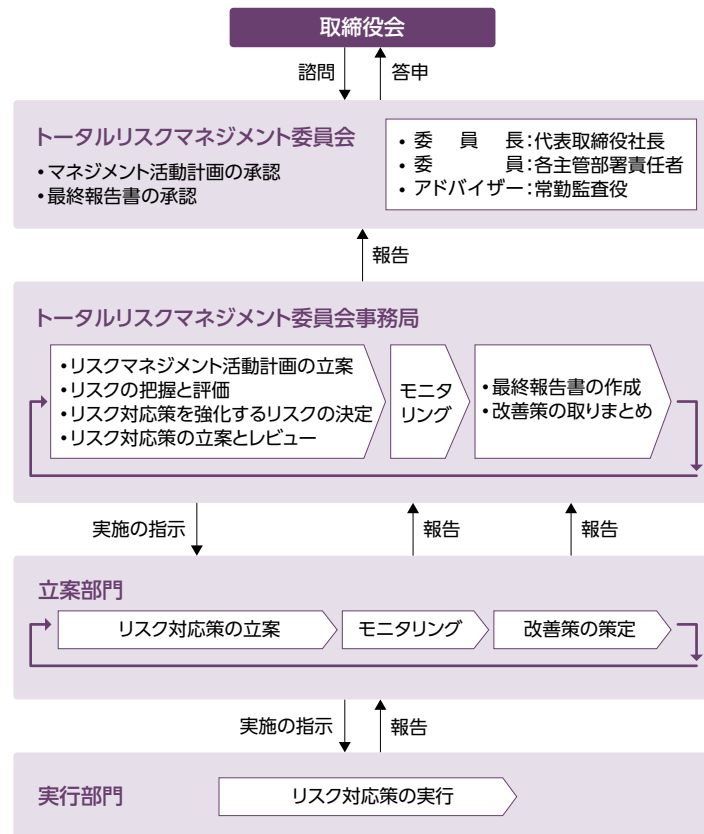 取締役会
諮問
答申
トータルリスクマネジメント委員会
・マネジメント活動計画の承認
・最終報告書の承認
・委員長:代表取締役社長
・委員:各主管部署責任者
・アドバイザー:常勤監査役
報告
トータルリスクマネジメント委員会事務局
・リスクマネジメント活動計画の立案
・リスクの把握と評価
・リスク対応策を強化するリスクの決定
・リスク対応策の立案とレビュー
モニタ
リング
・最終報告書の作成
・改善策の取りまとめ
実施の指示
報告
報告
立案部門
リスク対応策の立案
モニタリング
改善策の策定
実施の指示
報告
実行部門
リスク対応策の実行